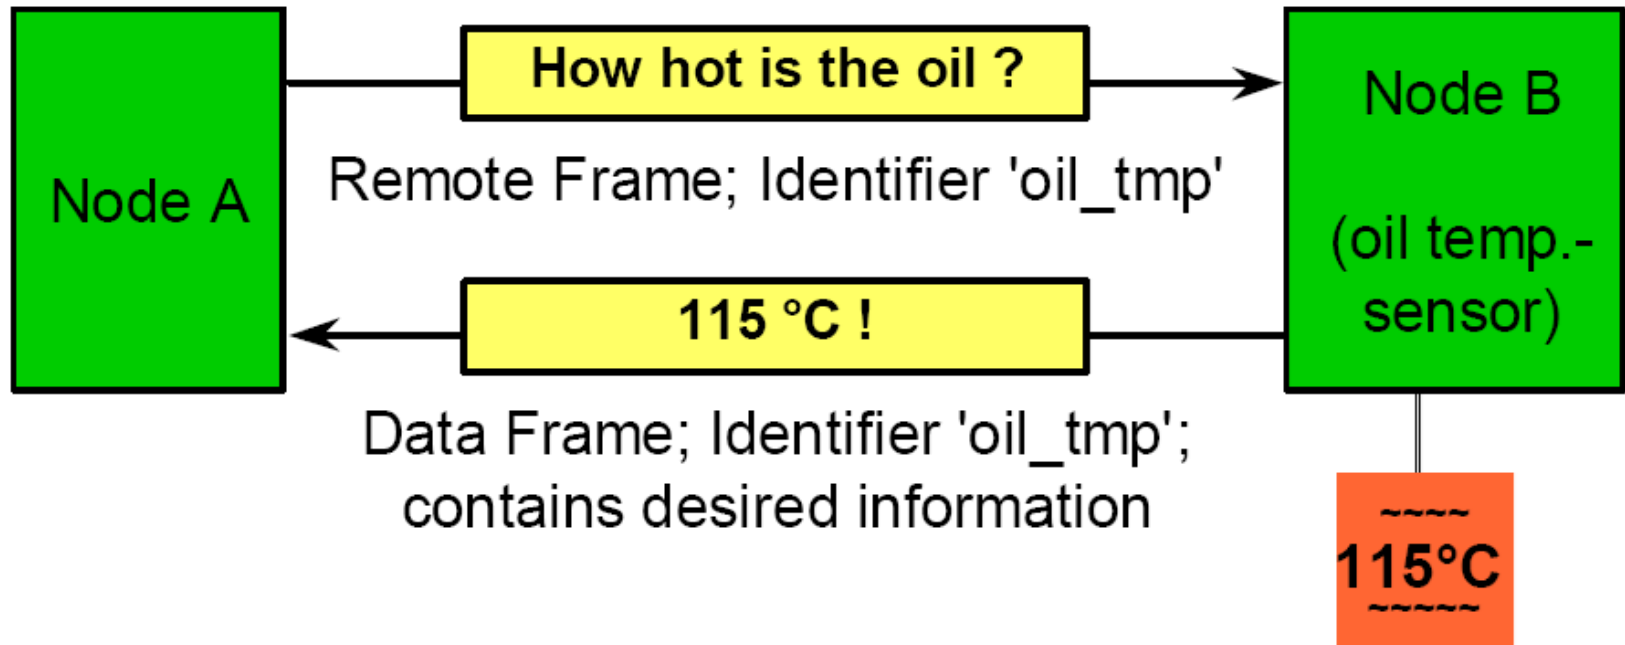 Node A
How hot is the oil ?
Remote Frame; Identifier 'oil_tmp'
115 °C !
Data Frame; Identifier 'oil_tmp';
contains desired information
Node B
(oil temp.-
sensor)
~~~~
115°C
~~~~~